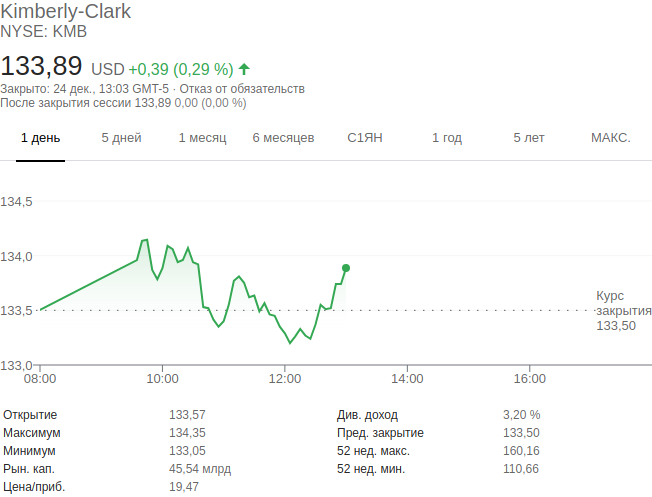 Kimberly-Clark
NYSE: KMB
133,89 USD +0,39 (0,29 %)
Закрыто: 24 дек., 13:03 GMT-5 · Отказ от обязательств
После закрытия сессии 133,89 0,00 (0,00 %)
1 день 5 дней 1 месяц 6 месяцев С1ЯН 1 год 5 лет МАКС.
134,5
134,0
133,5
Курс
закрытия
133,50
133,0
08:00 10:00 12:00 14:00 16:00
Открытие 133,57 Див. доход 3,20 %
Максимум 134,35 Пред. закрытие 133,50
Минимум 133,05 52 нед. макс. 160,16
Рын. кап. 45,54 млрд 52 нед. мин. 110,66
Цена/приб. 19,47